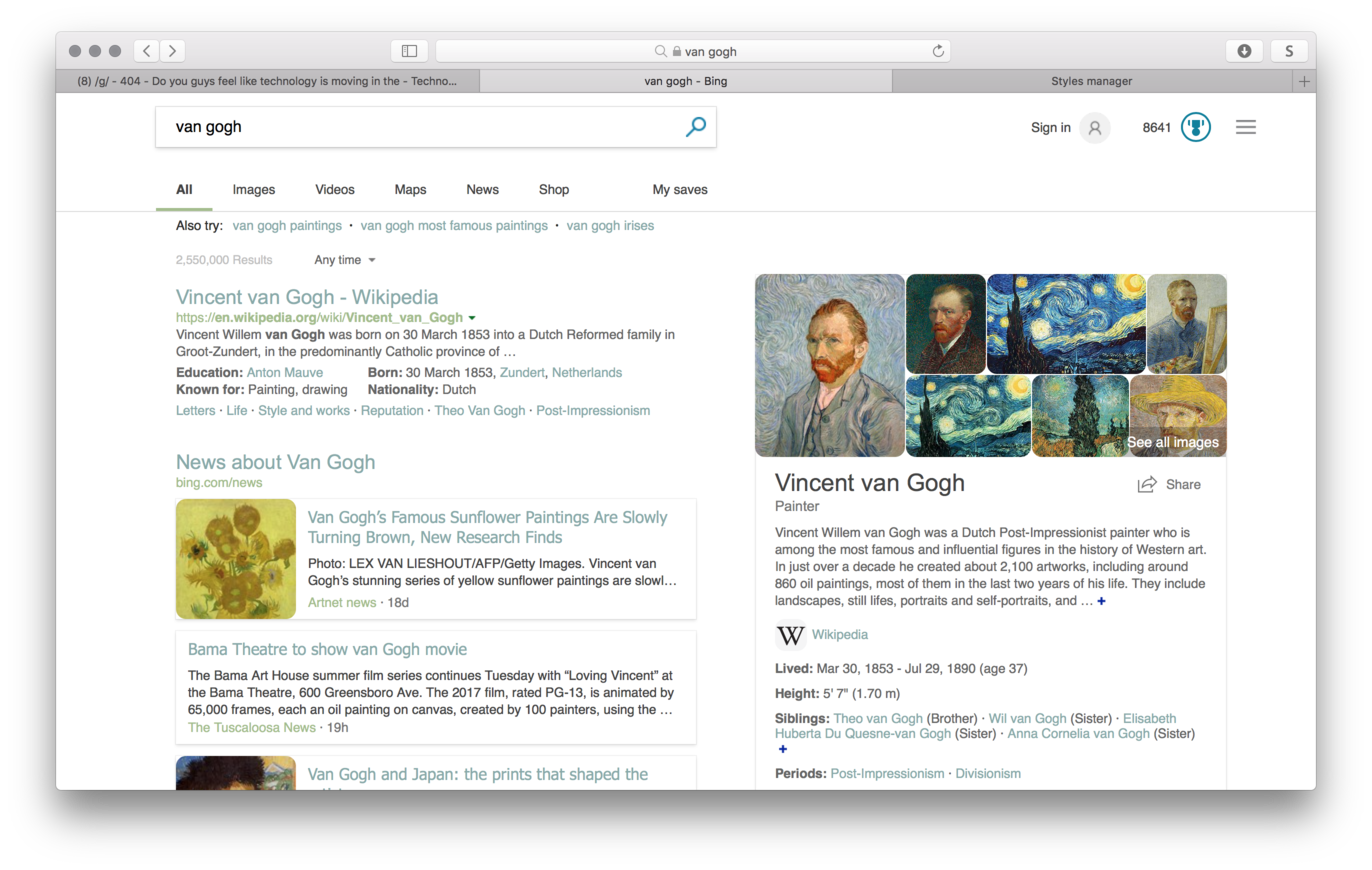 van gogh
S
(8) /g/ - 404 - Do you guys feel like technology is moving in the - Techno...
van gogh - Bing
Styles manager
van gogh
Sign in
8641
All
Images
Videos
Maps
News
Shop
My saves
Also try: van gogh paintings · van gogh most famous paintings · van gogh irises
2,550,000 Results
Any time
Vincent van Gogh - Wikipedia
https://en.wikipedia.org/wiki/Vincent_van_Gogh
Vincent Willem van Gogh was born on 30 March 1853 into a Dutch Reformed family in
Groot-Zundert, in the predominantly Catholic province of …
Education: Anton Mauve
Born: 30 March 1853, Zundert, Netherlands
Known for: Painting, drawing
Nationality: Dutch
Letters · Life · Style and works · Reputation · Theo Van Gogh · Post-Impressionism
News about Van Gogh
bing.com/news
Van Gogh's Famous Sunflower Paintings Are Slowly
Turning Brown, New Research Finds
Photo: LEX VAN LIESHOUT/AFP/Getty Images. Vincent van
Gogh's stunning series of yellow sunflower paintings are slowl…
Artnet news · 18d
Bama Theatre to show van Gogh movie
The Bama Art House summer film series continues Tuesday with “Loving Vincent” at
the Bama Theatre, 600 Greensboro Ave. The 2017 film, rated PG-13, is animated by
65,000 frames, each an oil painting on canvas, created by 100 painters, using the …
The Tuscaloosa News · 19h
Van Gogh and Japan: the prints that shaped the
See all images
Vincent van Gogh
Share
Painter
Vincent Willem van Gogh was a Dutch Post-Impressionist painter who is
among the most famous and influential figures in the history of Western art.
In just over a decade he created about 2,100 artworks, including around
860 oil paintings, most of them in the last two years of his life. They include
landscapes, still lifes, portraits and self-portraits, and … +
W Wikipedia
Lived: Mar 30, 1853 - Jul 29, 1890 (age 37)
Height: 5' 7" (1.70 m)
Siblings: Theo van Gogh (Brother) · Wil van Gogh (Sister) · Elisabeth
Huberta Du Quesne-van Gogh (Sister) · Anna Cornelia van Gogh (Sister)
+
Periods: Post-Impressionism · Divisionism